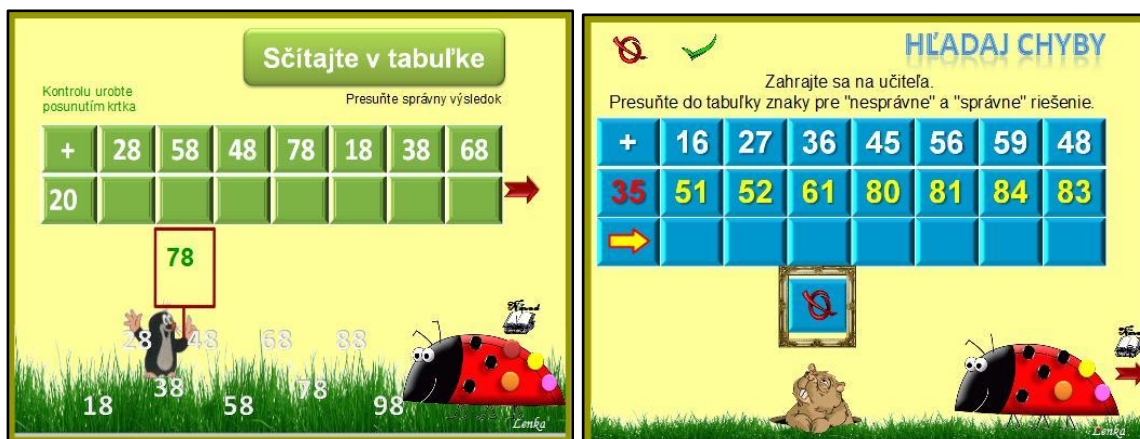 Sčítajte v tabuľke
Kontrolu urobte
posunutím krtka
Presuňte správny výsledok
+ 28 58 48 78 18 38 68
20
78
28 48 68 88
18 38 58 78 98
Návod
Lenka
HĽADAJ CHYBY
Zahrajte sa na učiteľa.
Presuňte do tabuľky znaky pre "nesprávne" a "správne" riešenie.
+ 16 27 36 45 56 59 48
35 51 52 61 80 81 84 83
Lenka